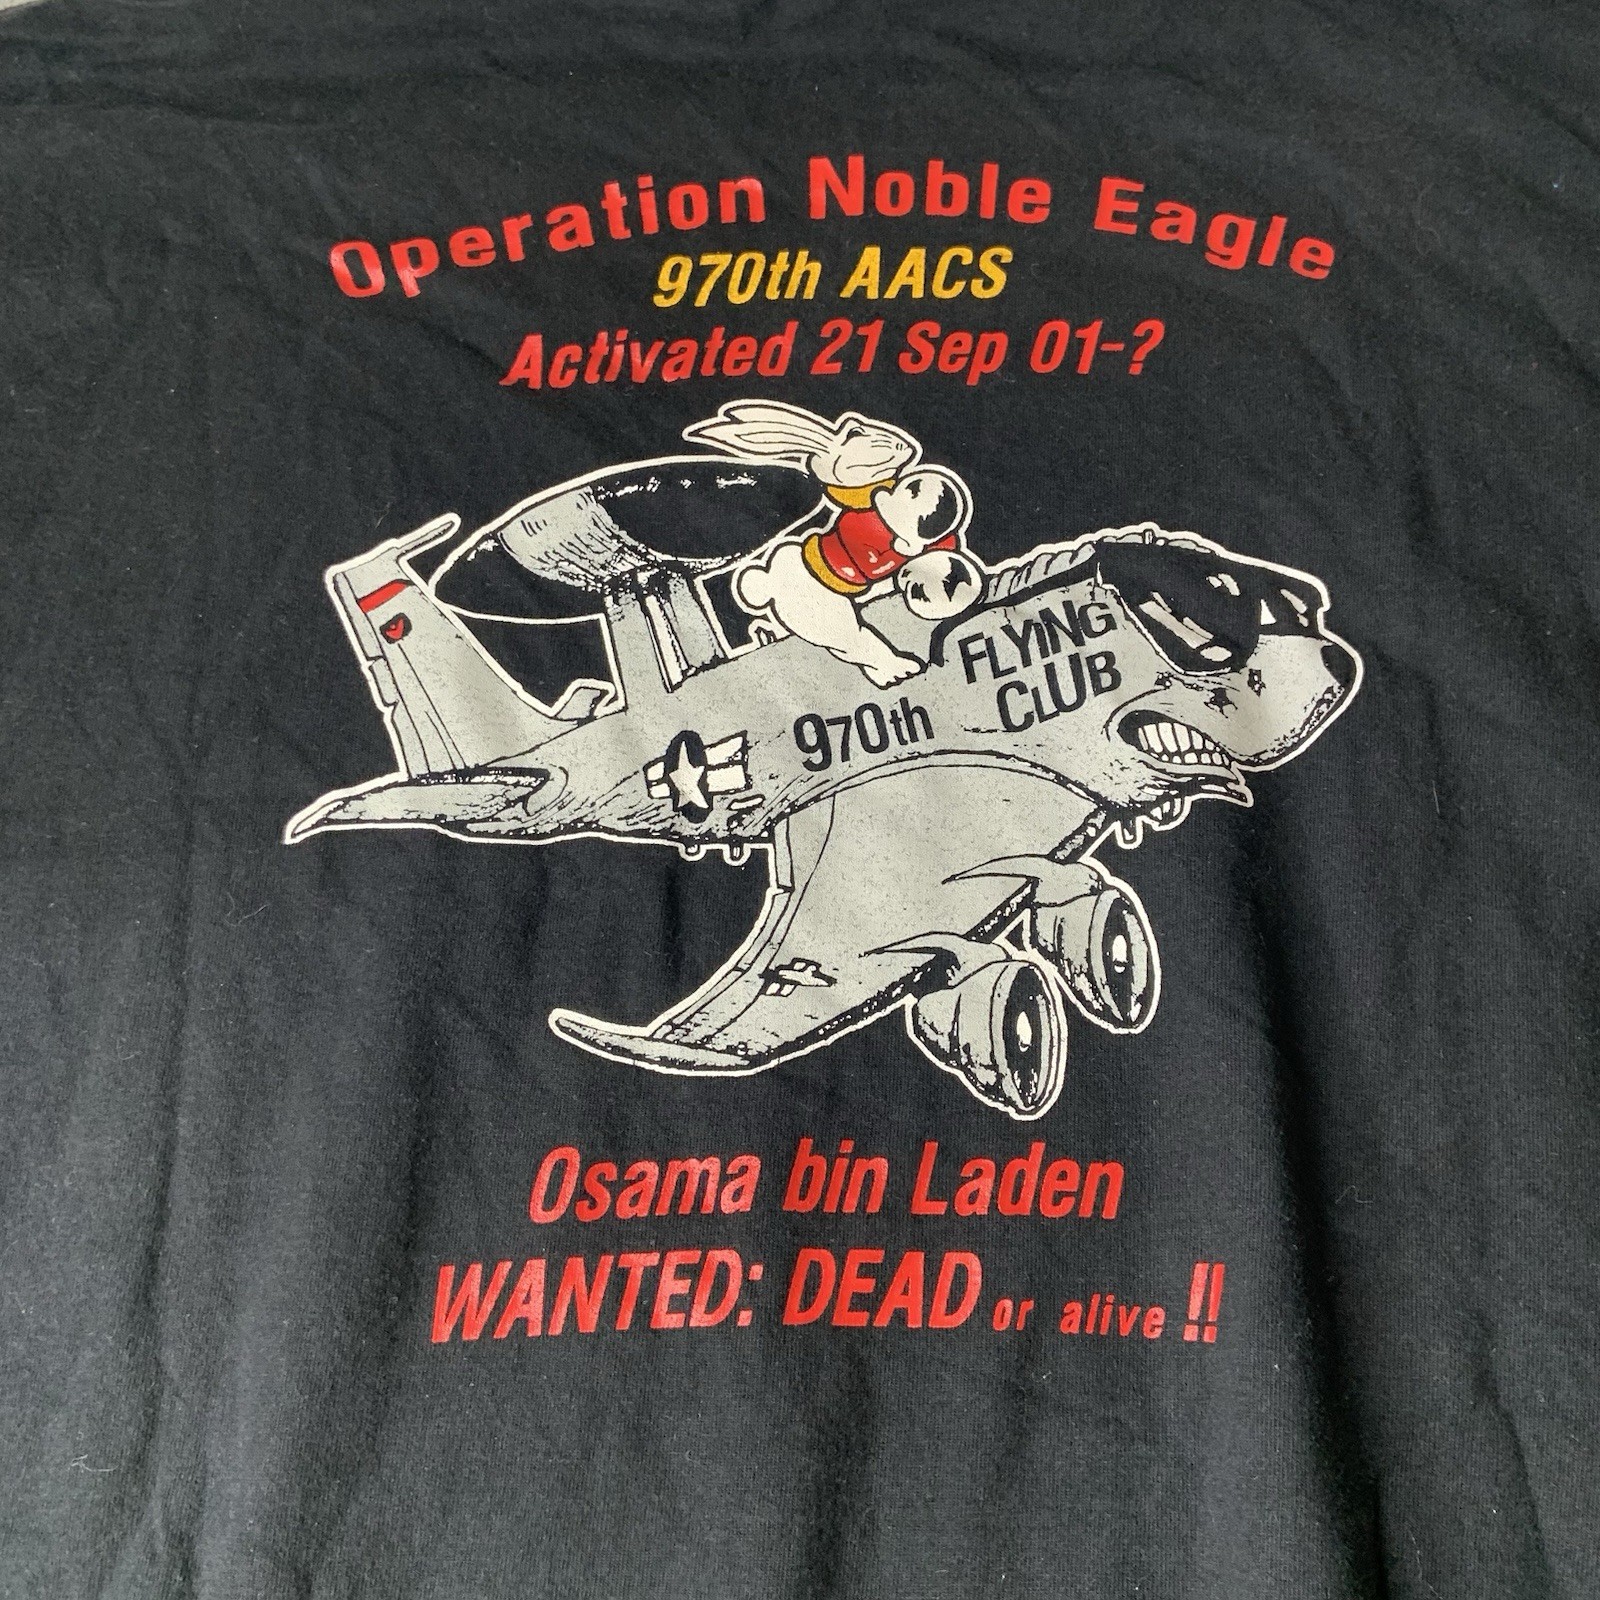 Operation Noble Eagle
970th AACS
Activated 21 Sep 01-?
FLYING
CLUB
970th
Osama bin Laden
WANTED: DEAD or alive !!